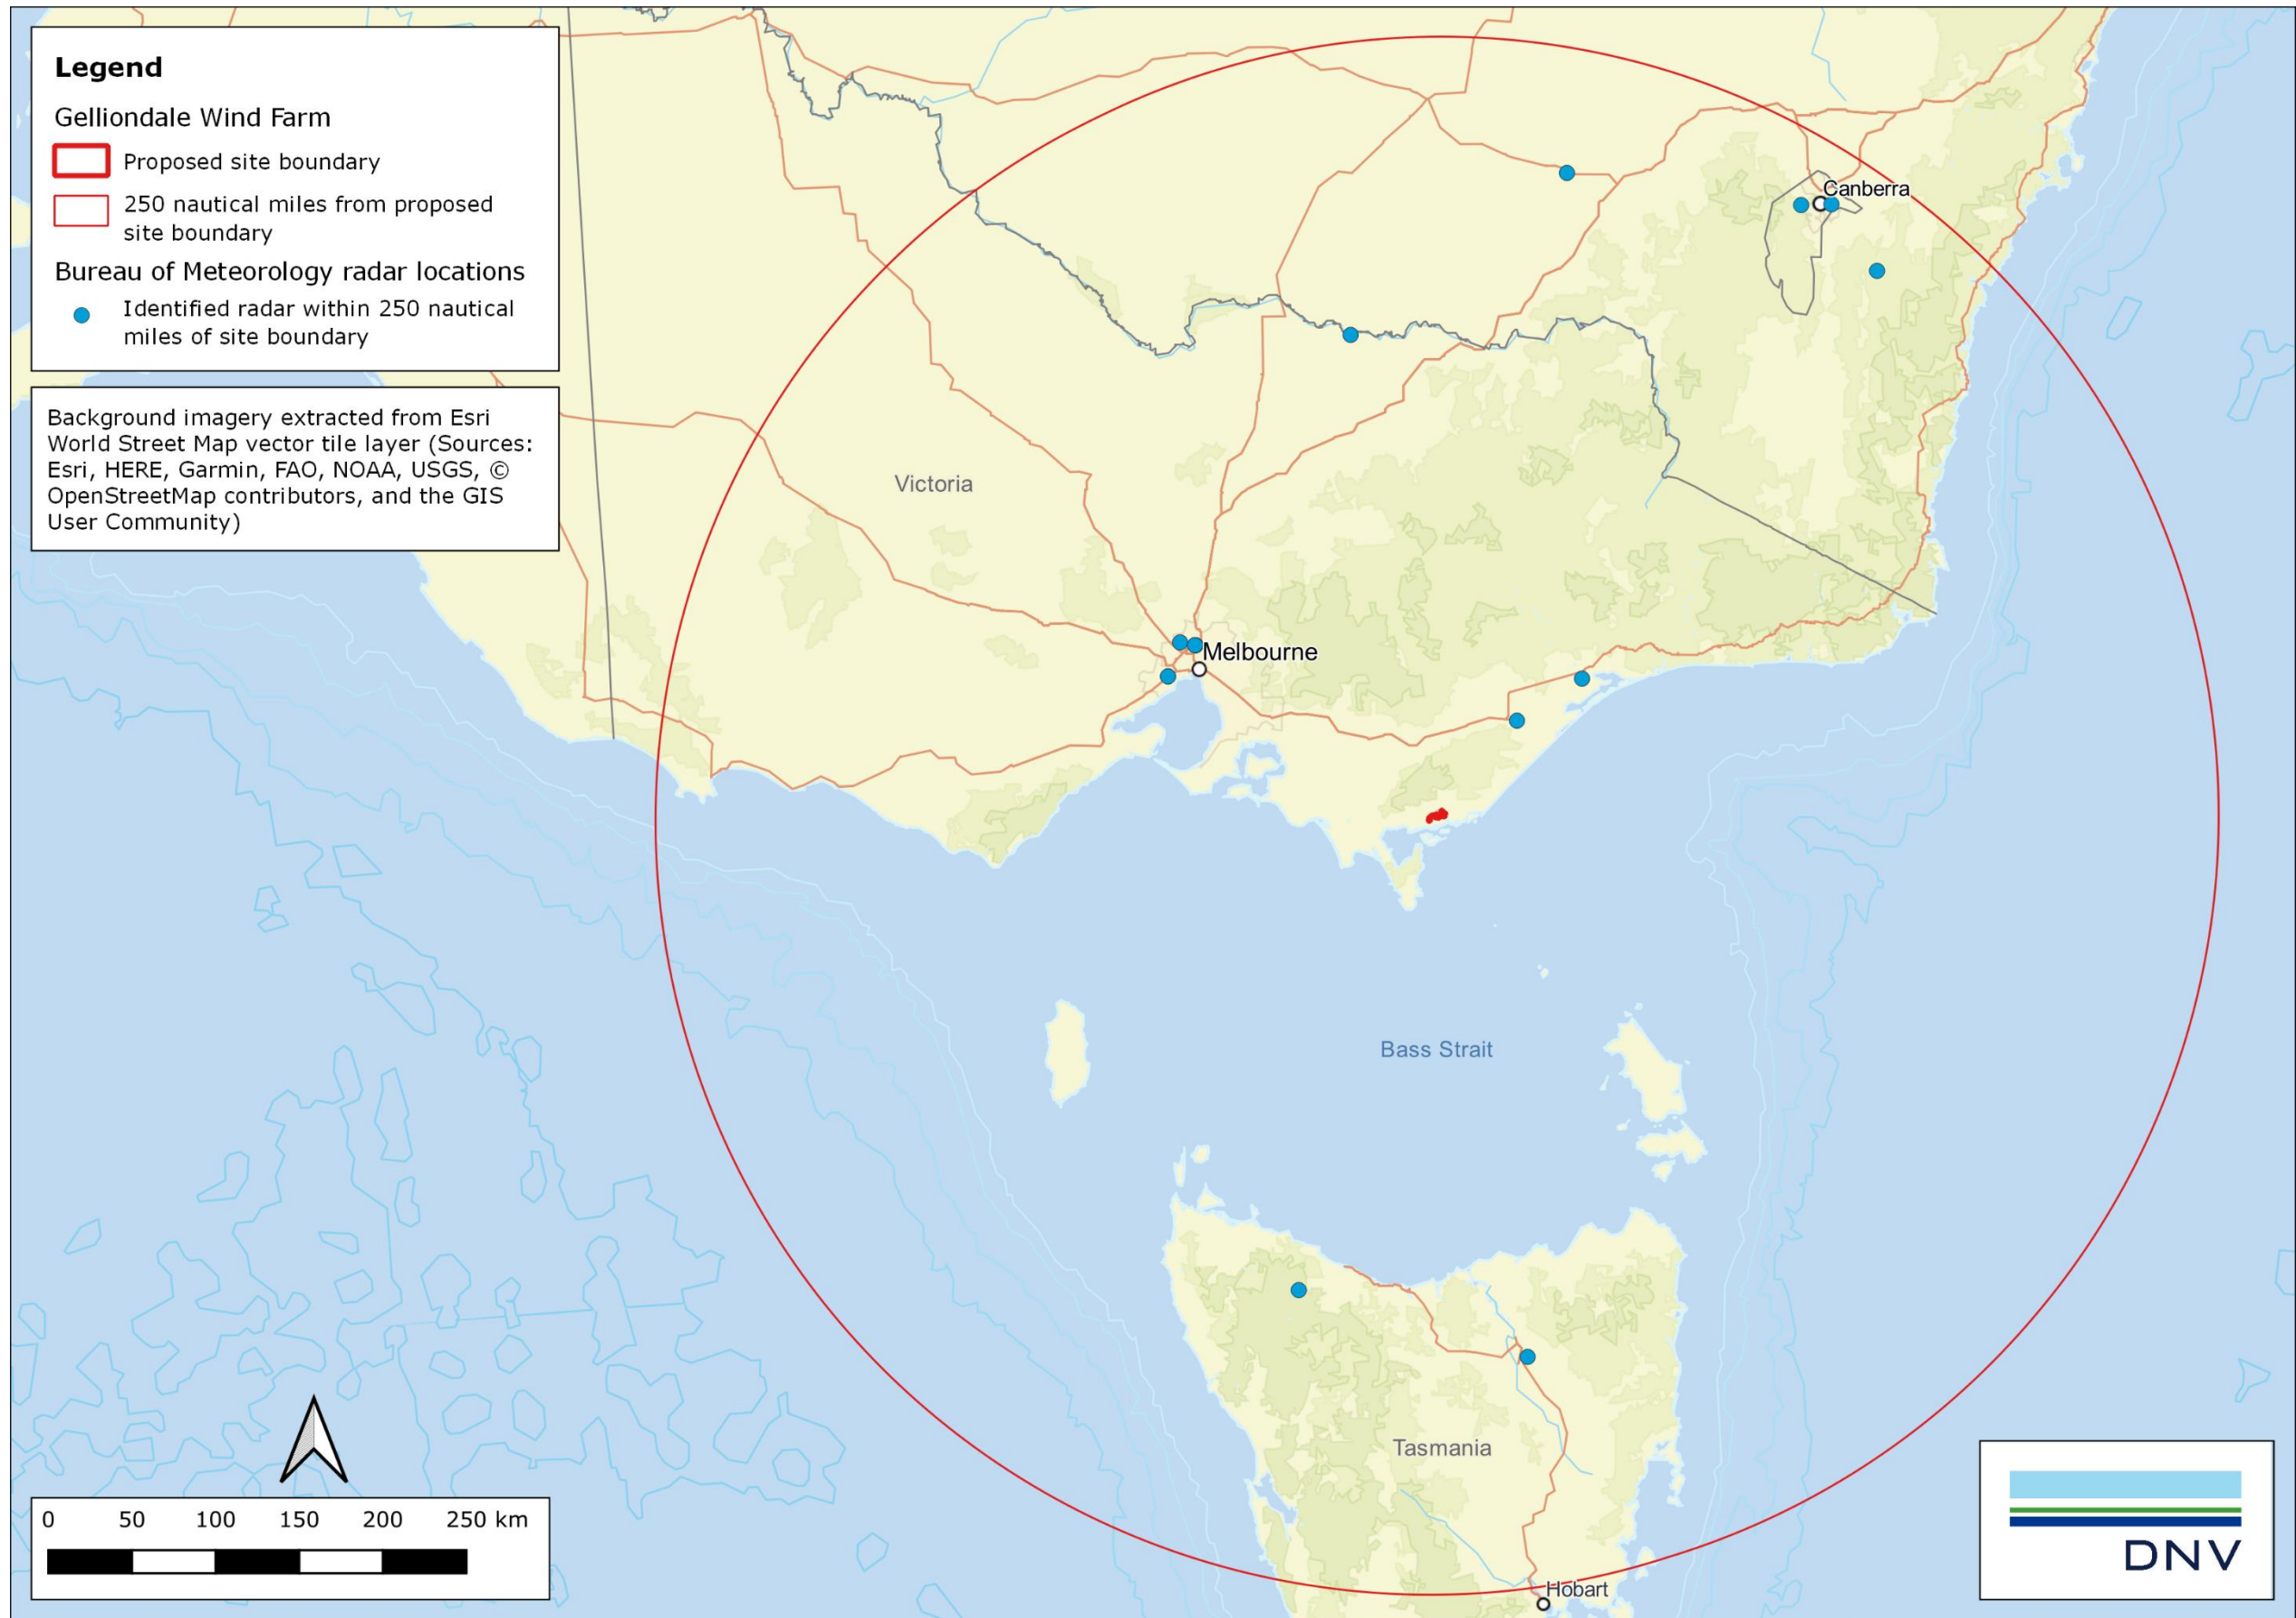 Legend
Gelliondale Wind Farm
Proposed site boundary
250 nautical miles from proposed
site boundary
Bureau of Meteorology radar locations
Identified radar within 250 nautical
miles of site boundary
Background imagery extracted from Esri
World Street Map vector tile layer (Sources:
Esri, HERE, Garmin, FAO, NOAA, USGS, ©
OpenStreetMap contributors, and the GIS
User Community)
Canberra
Victoria
Melbourne
Bass Strait
Tasmania
Hobart
0 50 100 150 200 250 km
DNV